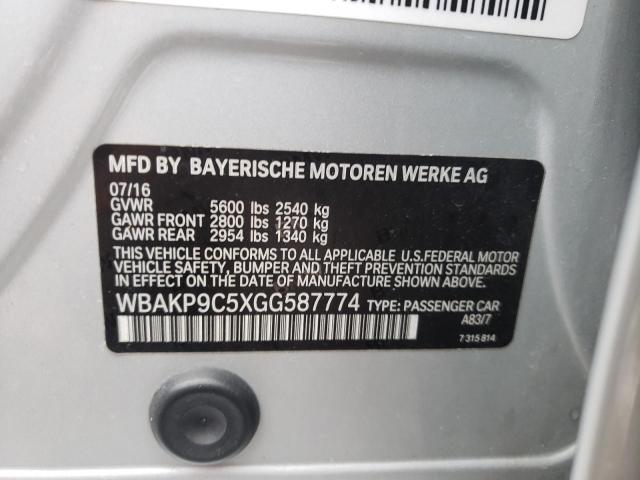 MFD BY BAYERISCHE MOTOREN WERKE AG
07/16
GVWR 5600 lbs 2540 kg
GAWR FRONT 2800 lbs 1270 kg
GAWR REAR 2954 lbs 1340 kg
THIS VEHICLE CONFORMS TO ALL APPLICABLE U.S.FEDERAL MOTOR
VEHICLE SAFETY, BUMPER AND THEFT PREVENTION STANDARDS
IN EFFECT ON THE DATE OF MANUFACTURE SHOWN ABOVE.
WBAKP9C5XGG587774 TYPE: PASSENGER CAR
A83/7
7 315 814